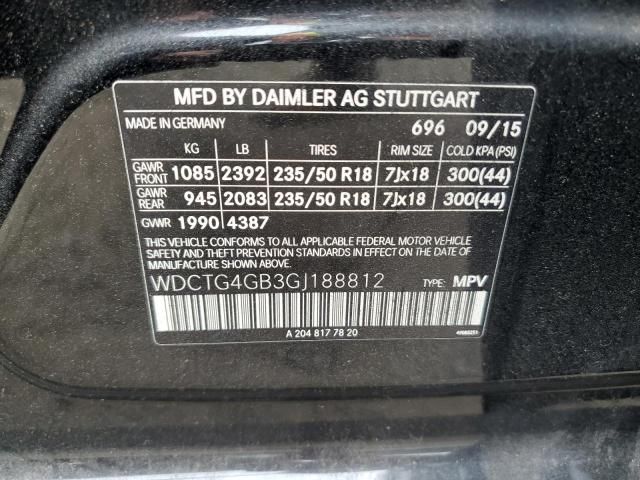 MFD BY DAIMLER AG STUTTGART
MADE IN GERMANY 696 09/15
KG LB TIRES RIM SIZE COLD KPA (PSI)
GAWR FRONT 1085 2392 235/50 R18 7Jx18 300(44)
GAWR REAR 945 2083 235/50 R18 7Jx18 300(44)
GVWR 1990 4387
THIS VEHICLE CONFORMS TO ALL APPLICABLE FEDERAL MOTOR VEHICLE
SAFETY, BUMPER, AND THEFT PREVENTION STANDARDS IN EFFECT ON THE
DATE OF MANUFACTURE SHOWN ABOVE.
WDCTG4GB3GJ188812 TYPE: MPV
A 204 817 78 20